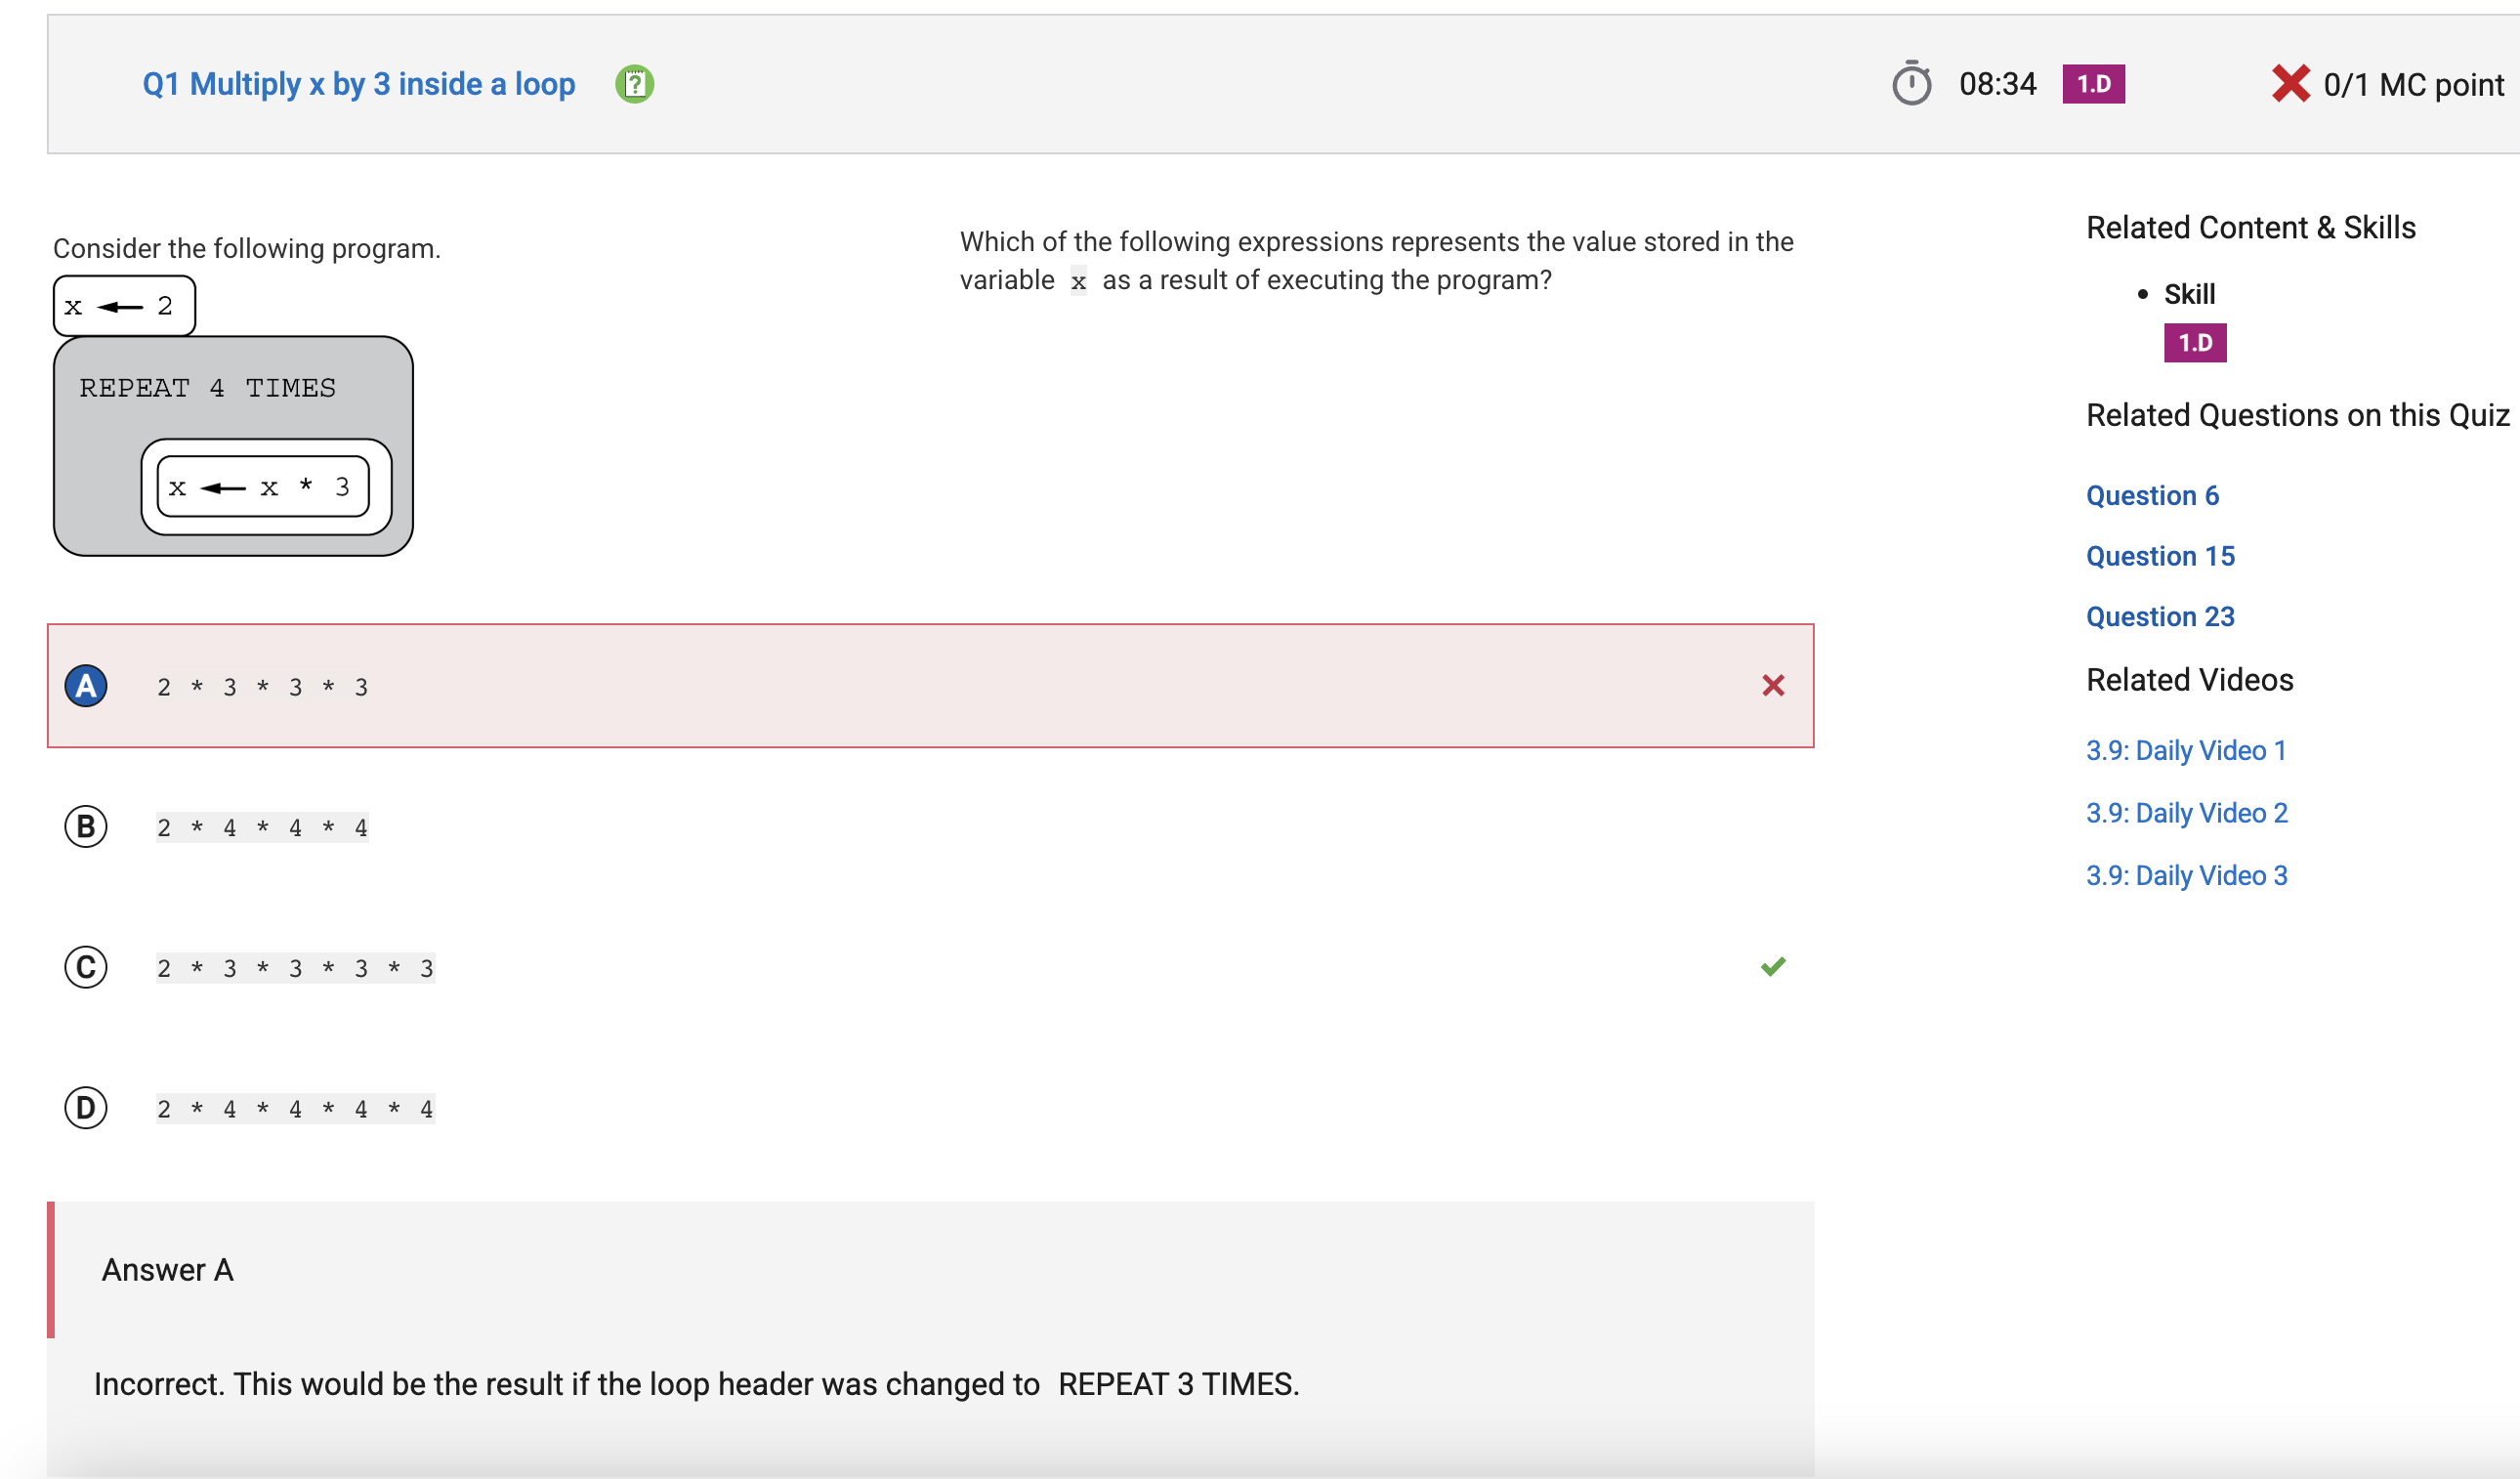 Q1 Multiply x by 3 inside a loop ?
08:34 1.D 0/1 MC point
Consider the following program.
x ← 2
REPEAT 4 TIMES
x ← x * 3
Which of the following expressions represents the value stored in the
variable x as a result of executing the program?
A 2 * 3 * 3 * 3
B 2 * 4 * 4 * 4
C 2 * 3 * 3 * 3 * 3
D 2 * 4 * 4 * 4 * 4
Answer A
Incorrect. This would be the result if the loop header was changed to REPEAT 3 TIMES.
Related Content & Skills
• Skill
1.D
Related Questions on this Quiz
Question 6
Question 15
Question 23
Related Videos
3.9: Daily Video 1
3.9: Daily Video 2
3.9: Daily Video 3